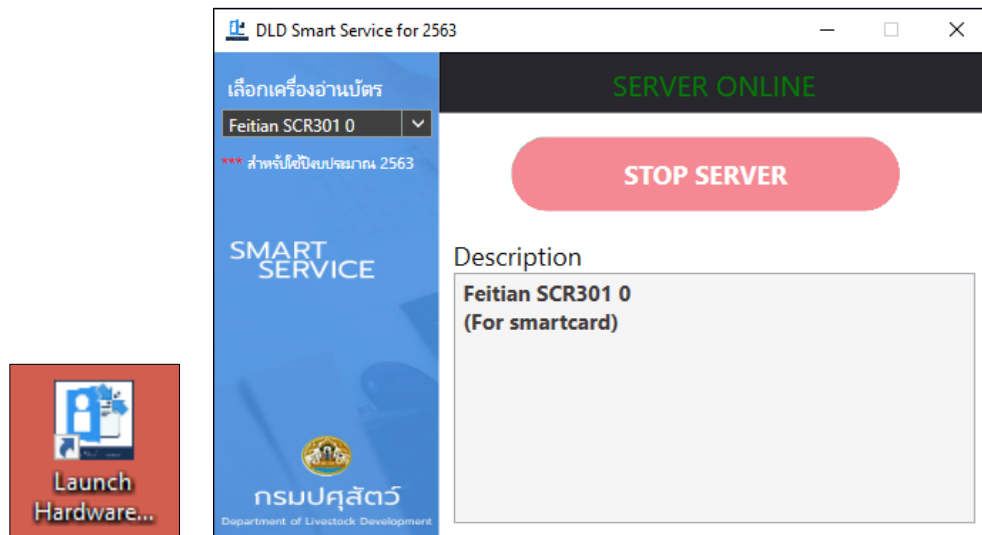 DLD Smart Service for 2563
เลือกเครื่องอ่านบัตร
Feitian SCR301 0
*** สำหรับใช้ปีงบประมาณ 2563
SMART
SERVICE
กรมปศุสัตว์
Department of Livestock Development
SERVER ONLINE
STOP SERVER
Description
Feitian SCR301 0
(For smartcard)
Launch
Hardware...